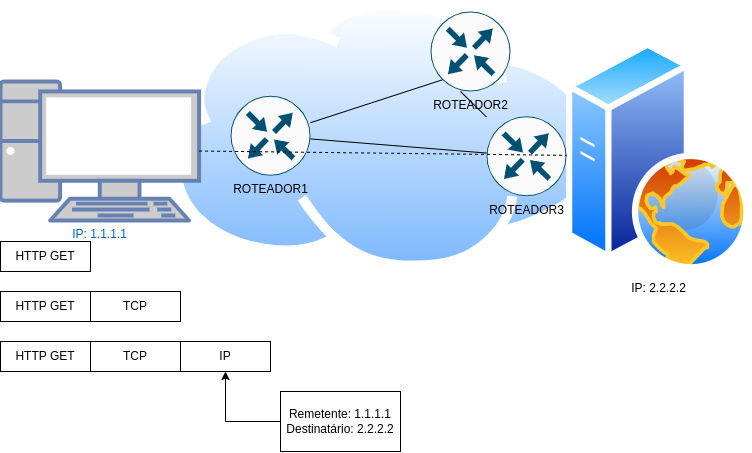 ROTEADOR2
ROTEADOR1
ROTEADOR3
IP: 1.1.1.1
HTTP GET
IP: 2.2.2.2
HTTP GET TCP
HTTP GET TCP IP
Remetente: 1.1.1.1
Destinatário: 2.2.2.2